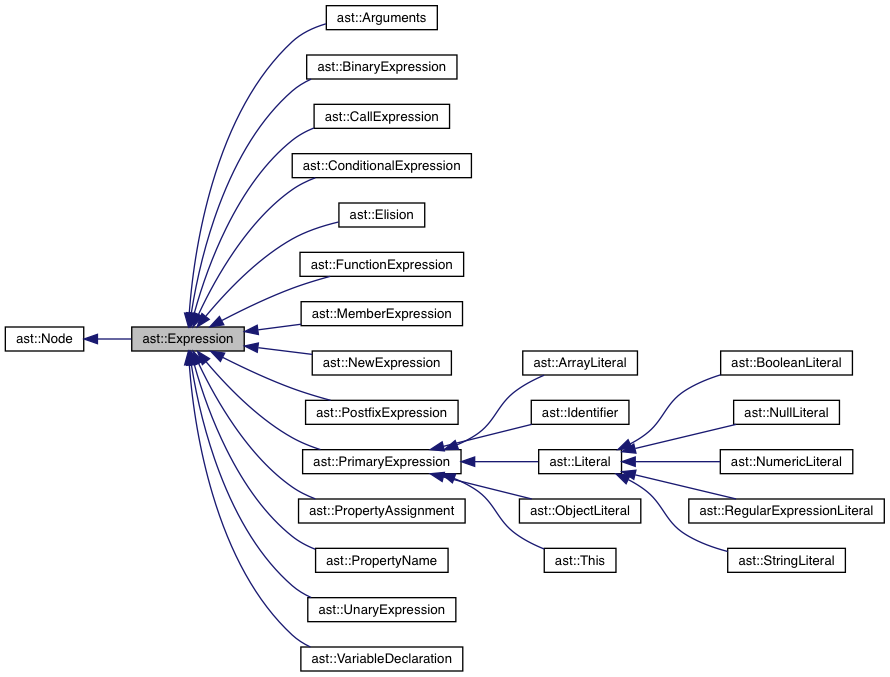 ast::Arguments
ast::BinaryExpression
ast::CallExpression
ast::ConditionalExpression
ast::Elision
ast::FunctionExpression
ast::MemberExpression
ast::Node
ast::Expression
ast::NewExpression
ast::ArrayLiteral
ast::BooleanLiteral
ast::PostfixExpression
ast::Identifier
ast::NullLiteral
ast::PrimaryExpression
ast::Literal
ast::NumericLiteral
ast::PropertyAssignment
ast::ObjectLiteral
ast::RegularExpressionLiteral
ast::PropertyName
ast::This
ast::StringLiteral
ast::UnaryExpression
ast::VariableDeclaration